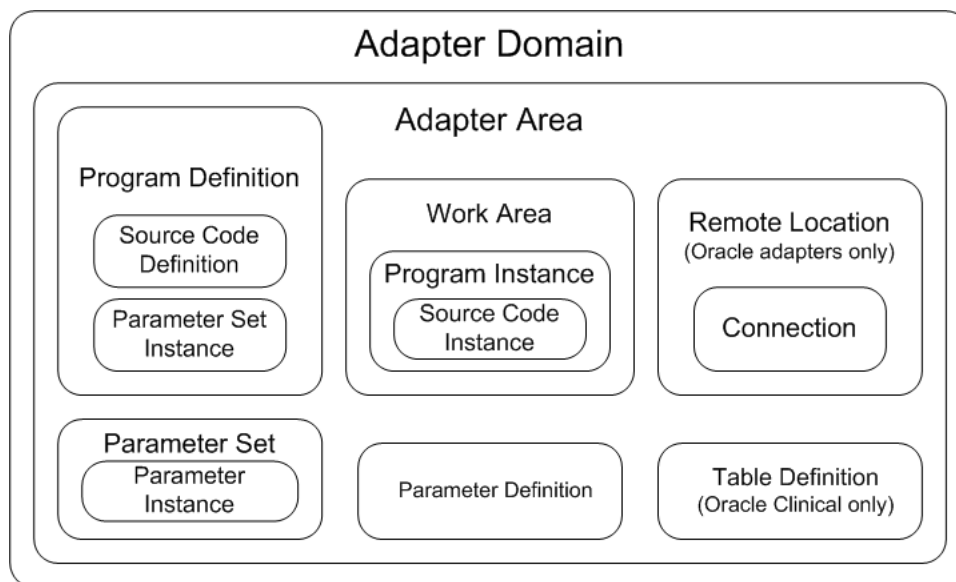 Adapter Domain
Adapter Area
Program Definition
Source Code
Definition
Parameter Set
Instance
Work Area
Program Instance
Source Code
Instance
Remote Location
(Oracle adapters only)
Connection
Parameter Set
Parameter
Instance
Parameter Definition
Table Definition
(Oracle Clinical only)